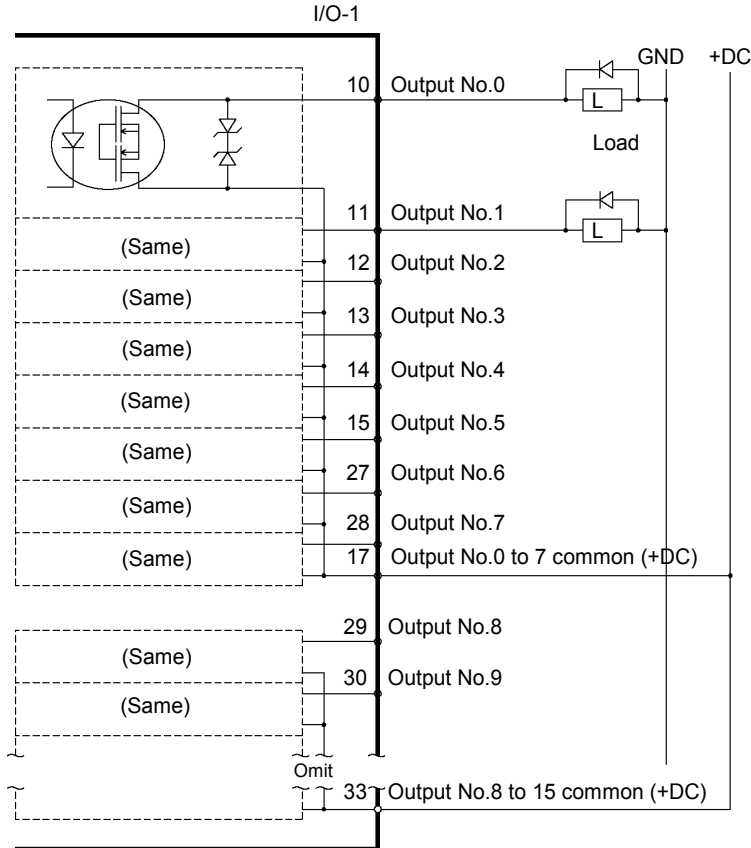 I/O-1
GND +DC
10 Output No.0
L
Load
11 Output No.1
L
(Same)
12 Output No.2
(Same)
13 Output No.3
(Same)
14 Output No.4
(Same)
15 Output No.5
(Same)
27 Output No.6
(Same)
28 Output No.7
(Same)
17 Output No.0 to 7 common (+DC)
29 Output No.8
(Same)
30 Output No.9
(Same)
Omit
33 Output No.8 to 15 common (+DC)